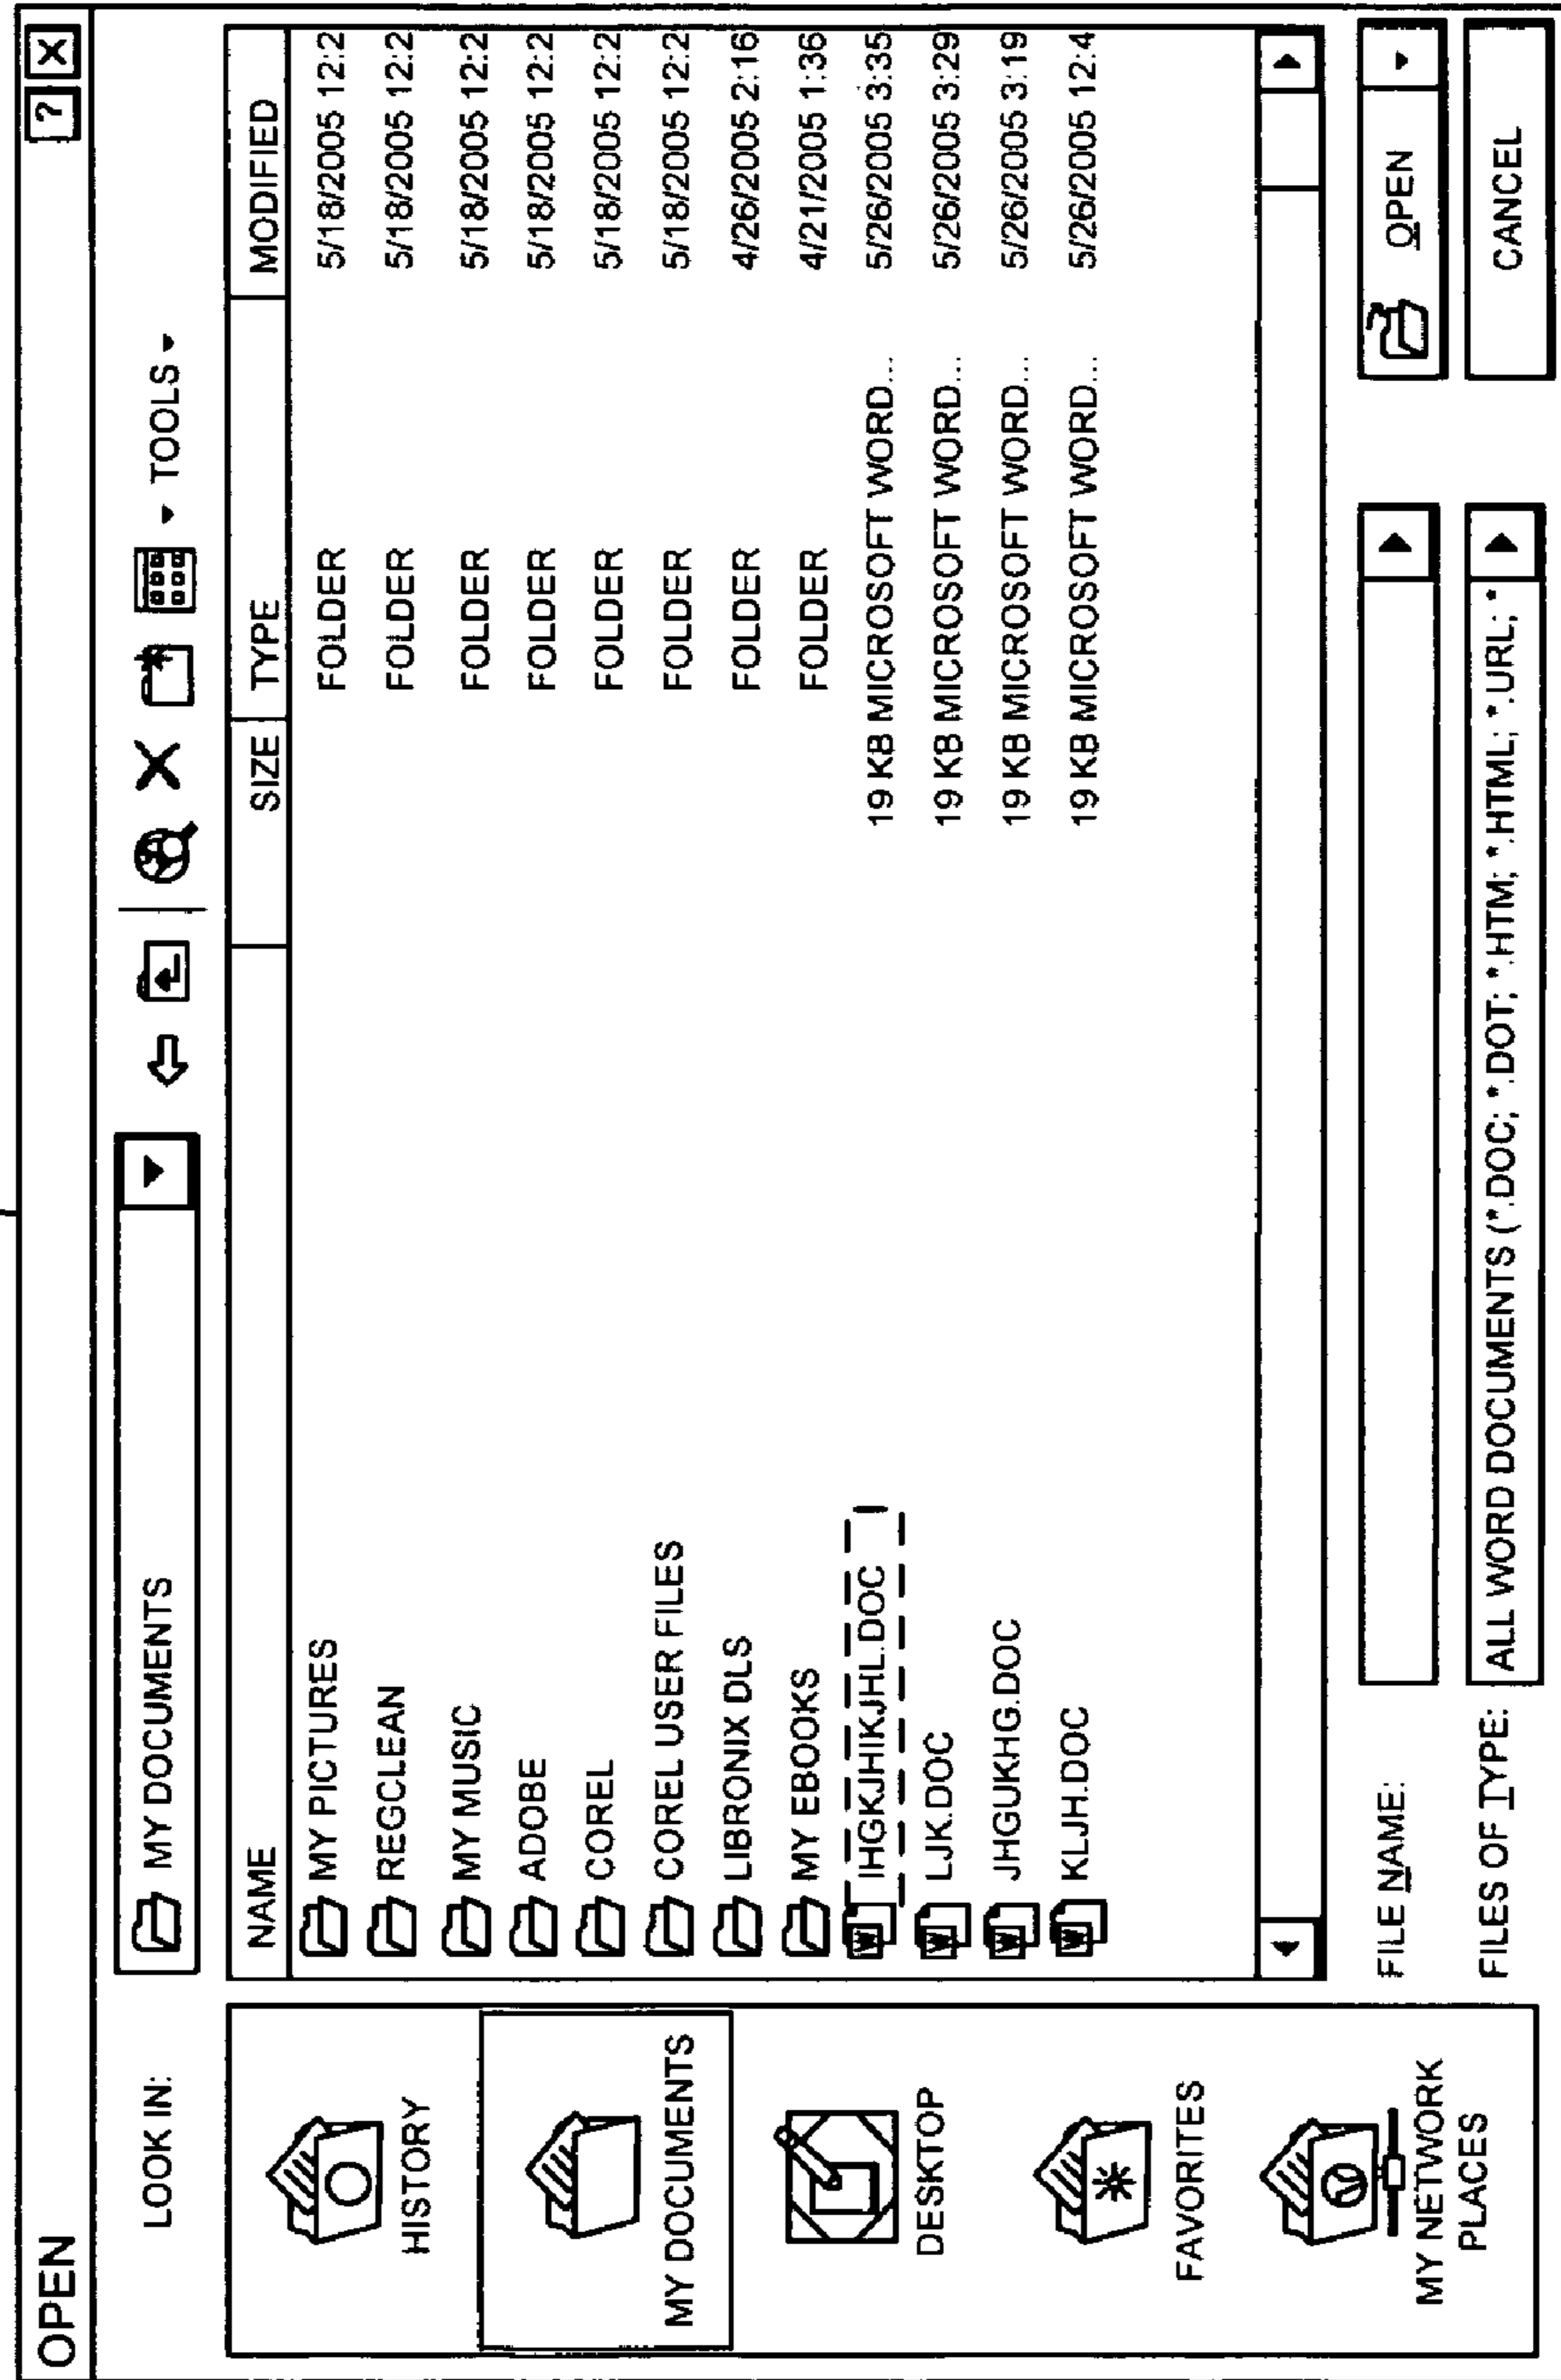 OPEN ? X
LOOK IN: MY DOCUMENTS TOOLS
NAME SIZE TYPE MODIFIED
MY PICTURES FOLDER 5/18/2005 12:2
REGCLEAN FOLDER 5/18/2005 12:2
MY MUSIC FOLDER 5/18/2005 12:2
ADOBE FOLDER 5/18/2005 12:2
COREL FOLDER 5/18/2005 12:2
COREL USER FILES FOLDER 5/18/2005 12:2
LIBRONIX DLS FOLDER 4/26/2005 2:16
MY EBOOKS FOLDER 4/21/2005 1:36
IHGKJHIKJHL.DOC 19 KB MICROSOFT WORD... 5/26/2005 3:35
LJK.DOC 19 KB MICROSOFT WORD... 5/26/2005 3:29
JHGUKHG.DOC 19 KB MICROSOFT WORD... 5/26/2005 3:19
KLJH.DOC 19 KB MICROSOFT WORD... 5/26/2005 12:4
HISTORY
MY DOCUMENTS
DESKTOP
FAVORITES
MY NETWORK
PLACES
FILE NAME: OPEN
FILES OF TYPE: ALL WORD DOCUMENTS (*.DOC; *.DOT; *.HTM; *.HTML; *.URL; * CANCEL